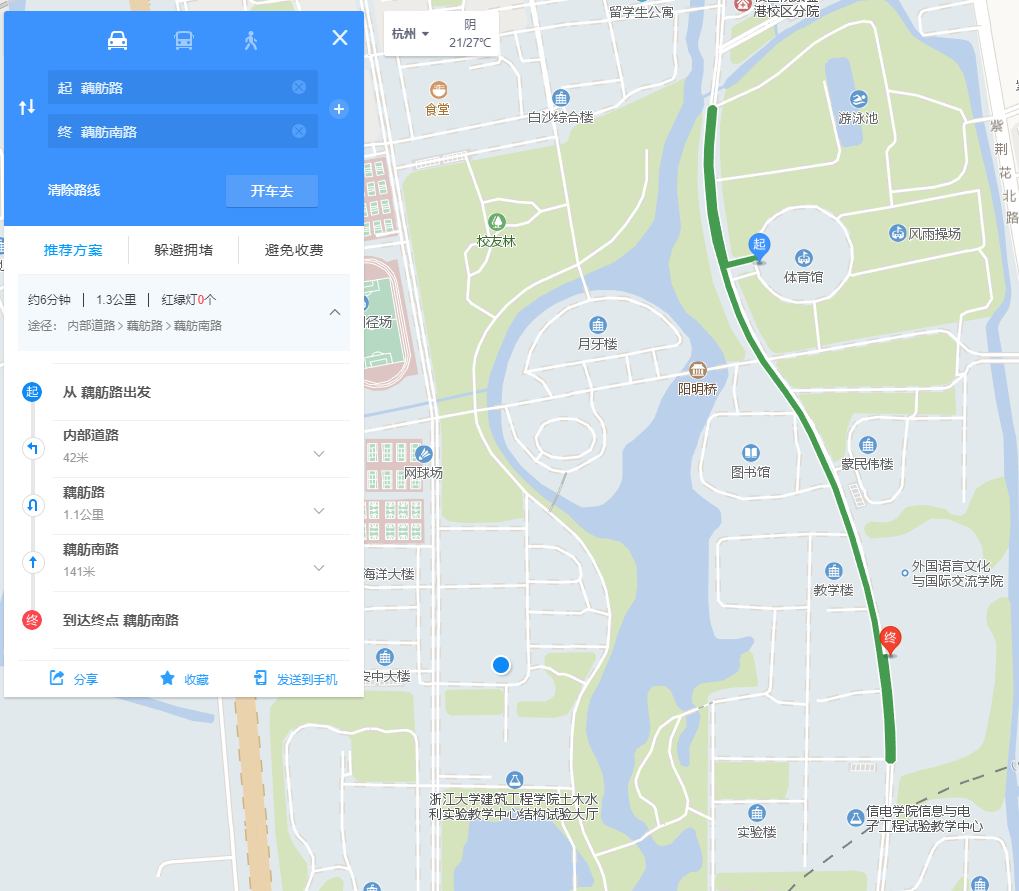 起 藕舫路
终 藕舫南路
清除路线
开车去
推荐方案
躲避拥堵
避免收费
约6分钟 | 1.3公里 | 红绿灯0个
途径： 内部道路 > 藕舫路 > 藕舫南路
起
从 藕舫路出发
内部道路
42米
藕舫路
1.1公里
藕舫南路
141米
终
到达终点 藕舫南路
分享
收藏
发送到手机
杭州
阴
21/27℃
留学生公寓
港校区分院
食堂
白沙综合楼
游泳池
紫荆花北路
校友林
起
风雨操场
体育馆
径场
月牙楼
阳明桥
网球场
图书馆
蒙民伟楼
海洋大楼
教学楼
外国语言文化
与国际交流学院
终
安中大楼
浙江大学建筑工程学院土木水
利实验教学中心结构试验大厅
实验楼
信电学院信息与电
子工程试验教学中心